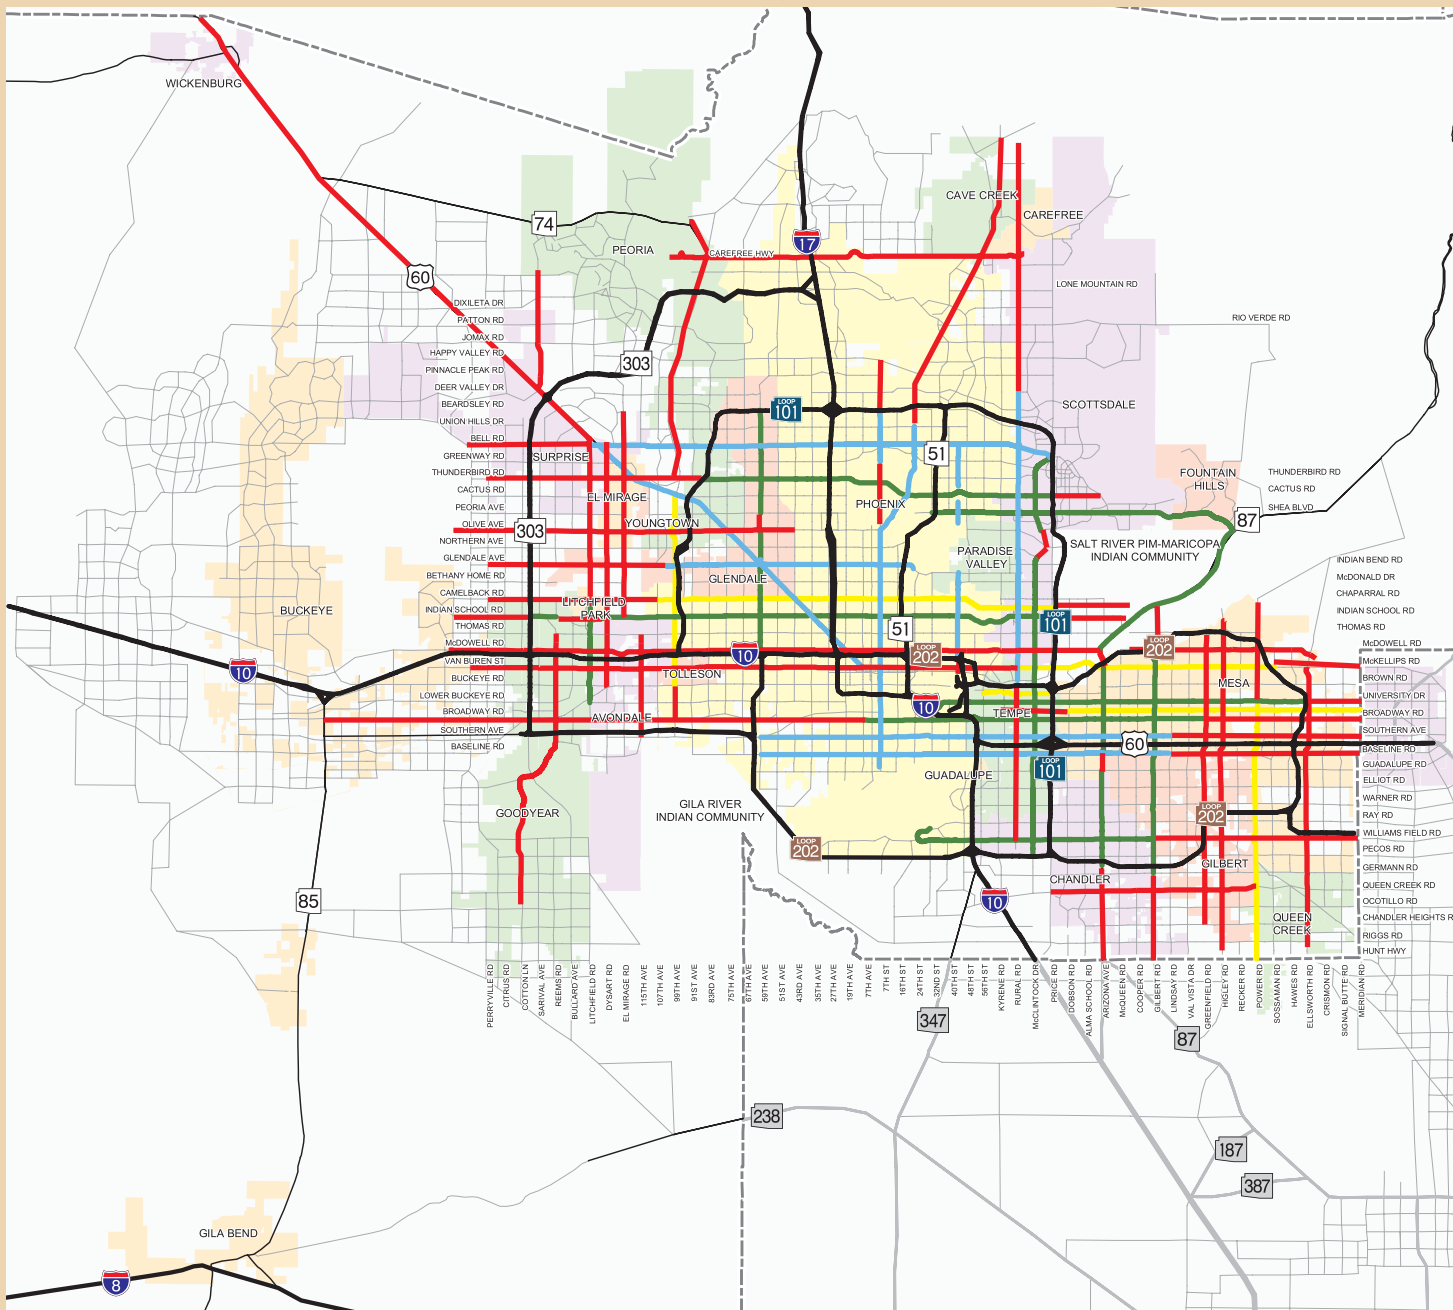 WICKENBURG
74
PEORIA
60
CAREFREE HWY
17
CAVE CREEK
CAREFREE
LONE MOUNTAIN RD
RIO VERDE RD
DIXILETA DR
PATTON RD
JOMAX RD
HAPPY VALLEY RD
PINNACLE PEAK RD
DEER VALLEY DR
BEARDSLEY RD
UNION HILLS DR
BELL RD
GREENWAY RD
THUNDERBIRD RD
CACTUS RD
PEORIA AVE
OLIVE AVE
NORTHERN AVE
GLENDALE AVE
BETHANY HOME RD
CAMELBACK RD
INDIAN SCHOOL RD
THOMAS RD
McDOWELL RD
VAN BUREN ST
BUCKEYE RD
LOWER BUCKEYE RD
BROADWAY RD
SOUTHERN AVE
BASELINE RD
303
LOOP
101
SCOTTSDALE
51
SURPRISE
EL MIRAGE
YOUNGTOWN
303
PHOENIX
FOUNTAIN
HILLS
THUNDERBIRD RD
CACTUS RD
SHEA BLVD
87
PARADISE
VALLEY
SALT RIVER PIM-MARICOPA
INDIAN COMMUNITY
GLENDALE
INDIAN BEND RD
McDONALD DR
CHAPARRAL RD
INDIAN SCHOOL RD
THOMAS RD
McDOWELL RD
McKELLIPS RD
BROWN RD
UNIVERSITY DR
BROADWAY RD
SOUTHERN AVE
BASELINE RD
GUADALUPE RD
ELLIOT RD
WARNER RD
RAY RD
WILLIAMS FIELD RD
PECOS RD
GERMANN RD
QUEEN CREEK RD
OCOTILLO RD
CHANDLER HEIGHTS R
RIGGS RD
HUNT HWY
BUCKEYE
LITCHFIELD
PARK
51
LOOP
101
10
10
LOOP
202
LOOP
202
TOLLESON
MESA
10
TEMPE
AVONDALE
60
GUADALUPE
LOOP
101
GOODYEAR
GILA RIVER
INDIAN COMMUNITY
LOOP
202
LOOP
202
GILBERT
CHANDLER
85
10
QUEEN
CREEK
PERRYVILLE RD
CITRUS RD
COTTON LN
SARIVAL AVE
REEMS RD
BULLARD AVE
LITCHFIELD RD
DYSART RD
EL MIRAGE RD
115TH AVE
107TH AVE
99TH AVE
91ST AVE
83RD AVE
75TH AVE
67TH AVE
59TH AVE
51ST AVE
43RD AVE
35TH AVE
27TH AVE
19TH AVE
7TH AVE
7TH ST
16TH ST
24TH ST
32ND ST
40TH ST
48TH ST
56TH ST
KYRENE RD
RURAL RD
McCLINTOCK DR
PRICE RD
DOBSON RD
ALMA SCHOOL RD
ARIZONA AVE
McQUEEN RD
COOPER RD
GILBERT RD
LINDSAY RD
VAL VISTA DR
GREENFIELD RD
HIGLEY RD
RECKER RD
POWER RD
SOSSAMAN RD
HAWES RD
ELLSWORTH RD
CRISMON RD
SIGNAL BUTTE RD
MERIDIAN RD
347
87
238
187
387
GILA BEND
8